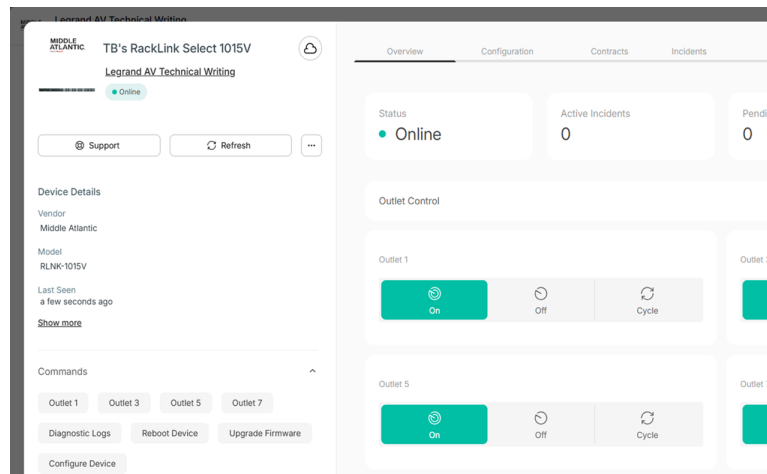 Legrand AV Technical Writing
MIDDLE
ATLANTIC
TB's RackLink Select 1015V
Legrand AV Technical Writing
Online
Support
Refresh
...
Device Details
Vendor
Middle Atlantic
Model
RLNK-1015V
Last Seen
a few seconds ago
Show more
Commands
Outlet 1
Outlet 3
Outlet 5
Outlet 7
Diagnostic Logs
Reboot Device
Upgrade Firmware
Configure Device
Overview
Configuration
Contracts
Incidents
Status
Online
Active Incidents
0
Pendi
0
Outlet Control
Outlet 1
On
Off
Cycle
Outlet
Outlet 5
On
Off
Cycle
Outlet